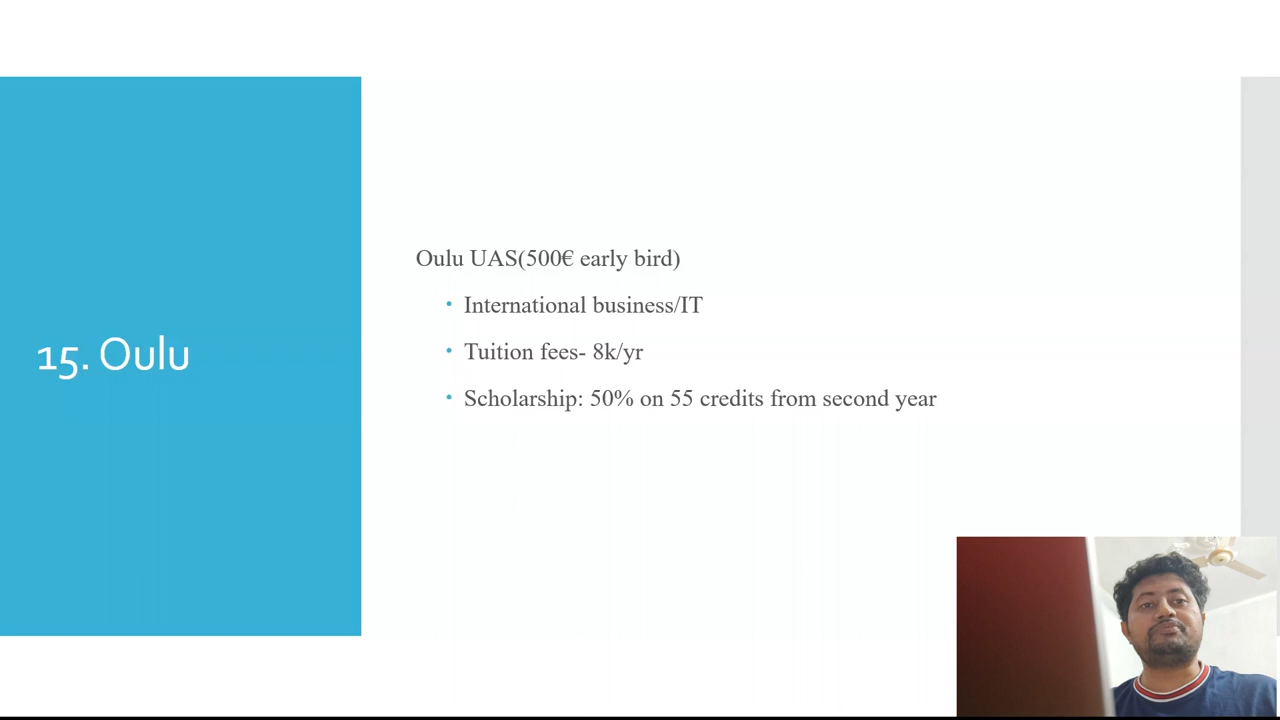 15. Oulu
Oulu UAS(500€ early bird)
• International business/IT
• Tuition fees- 8k/yr
• Scholarship: 50% on 55 credits from second year